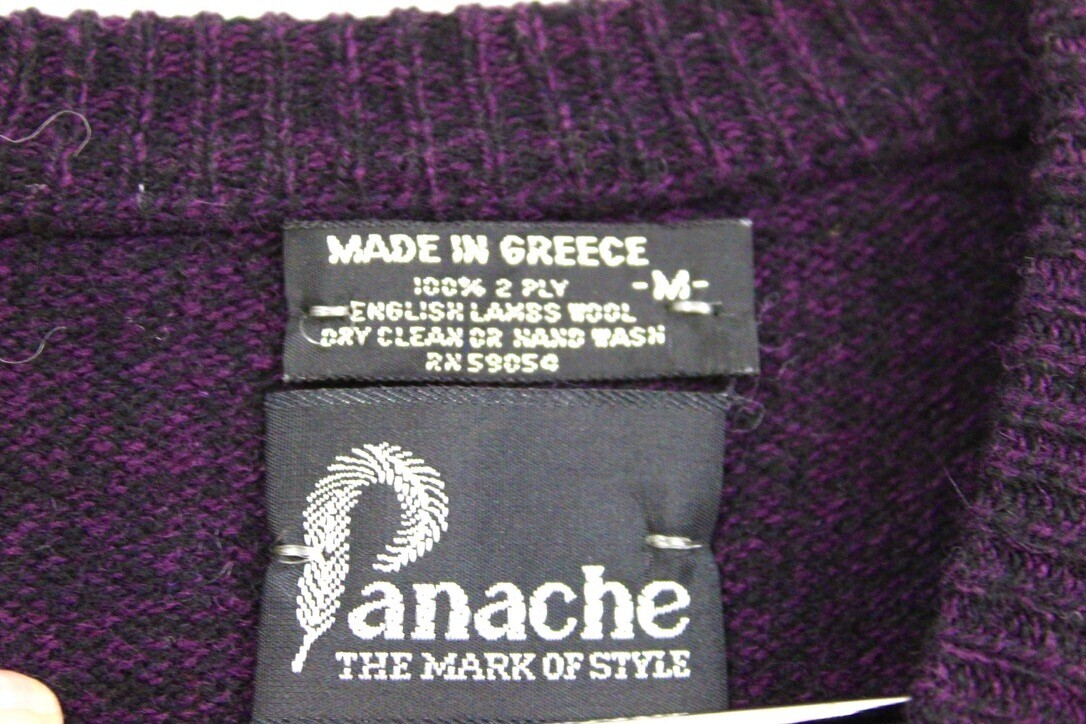 MADE IN GREECE
100% 2 PLY -M-
ENGLISH LAMBS WOOL
DRY CLEAN OR HAND WASH
RN 59054
Panache
THE MARK OF STYLE